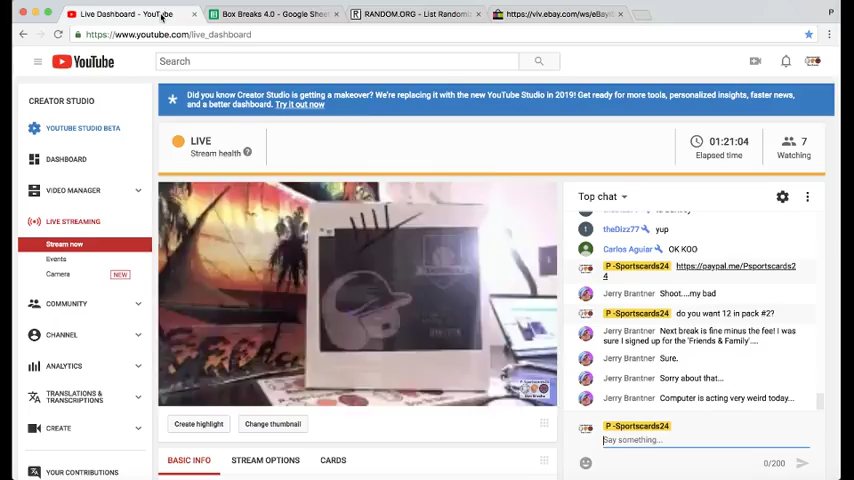 Live Dashboard - YouTube
Box Breaks 4.0 - Google Sheet
RANDOM.ORG - List Randomi
https://viv.ebay.com/ws/eBayI
P
https://www.youtube.com/live_dashboard
YouTube
Search
CREATOR STUDIO
YOUTUBE STUDIO BETA
DASHBOARD
VIDEO MANAGER
LIVE STREAMING
Stream now
Events
Camera
NEW
COMMUNITY
CHANNEL
ANALYTICS
TRANSLATIONS &
TRANSCRIPTIONS
CREATE
YOUR CONTRIBUTIONS
Did you know Creator Studio is getting a makeover? We're replacing it with the new YouTube Studio in 2019! Get ready for more tools, personalized insights, faster news,
and a better dashboard. Try it out now
LIVE
Stream health
01:21:04
Elapsed time
7
Watching
Create highlight
Change thumbnail
BASIC INFO
STREAM OPTIONS
CARDS
Top chat
theDizz77 yup
Carlos Aguiar OK KOO
P -Sportscards24 https://paypal.me/Psportscards2
4
Jerry Brantner Shoot....my bad
P -Sportscards24 do you want 12 in pack #2?
Jerry Brantner Next break is fine minus the fee! I was
sure I signed up for the 'Friends & Family'....
Jerry Brantner Sure.
Jerry Brantner Sorry about that...
Jerry Brantner Computer is acting very weird today...
P -Sportscards24
Say something...
0/200